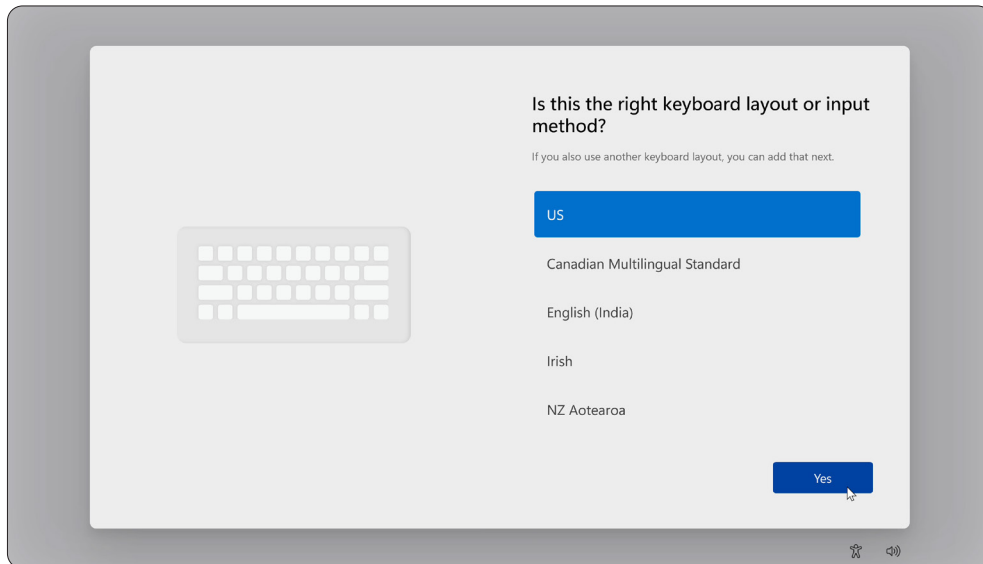 Is this the right keyboard layout or input
method?
If you also use another keyboard layout, you can add that next.
US
Canadian Multilingual Standard
English (India)
Irish
NZ Aotearoa
Yes